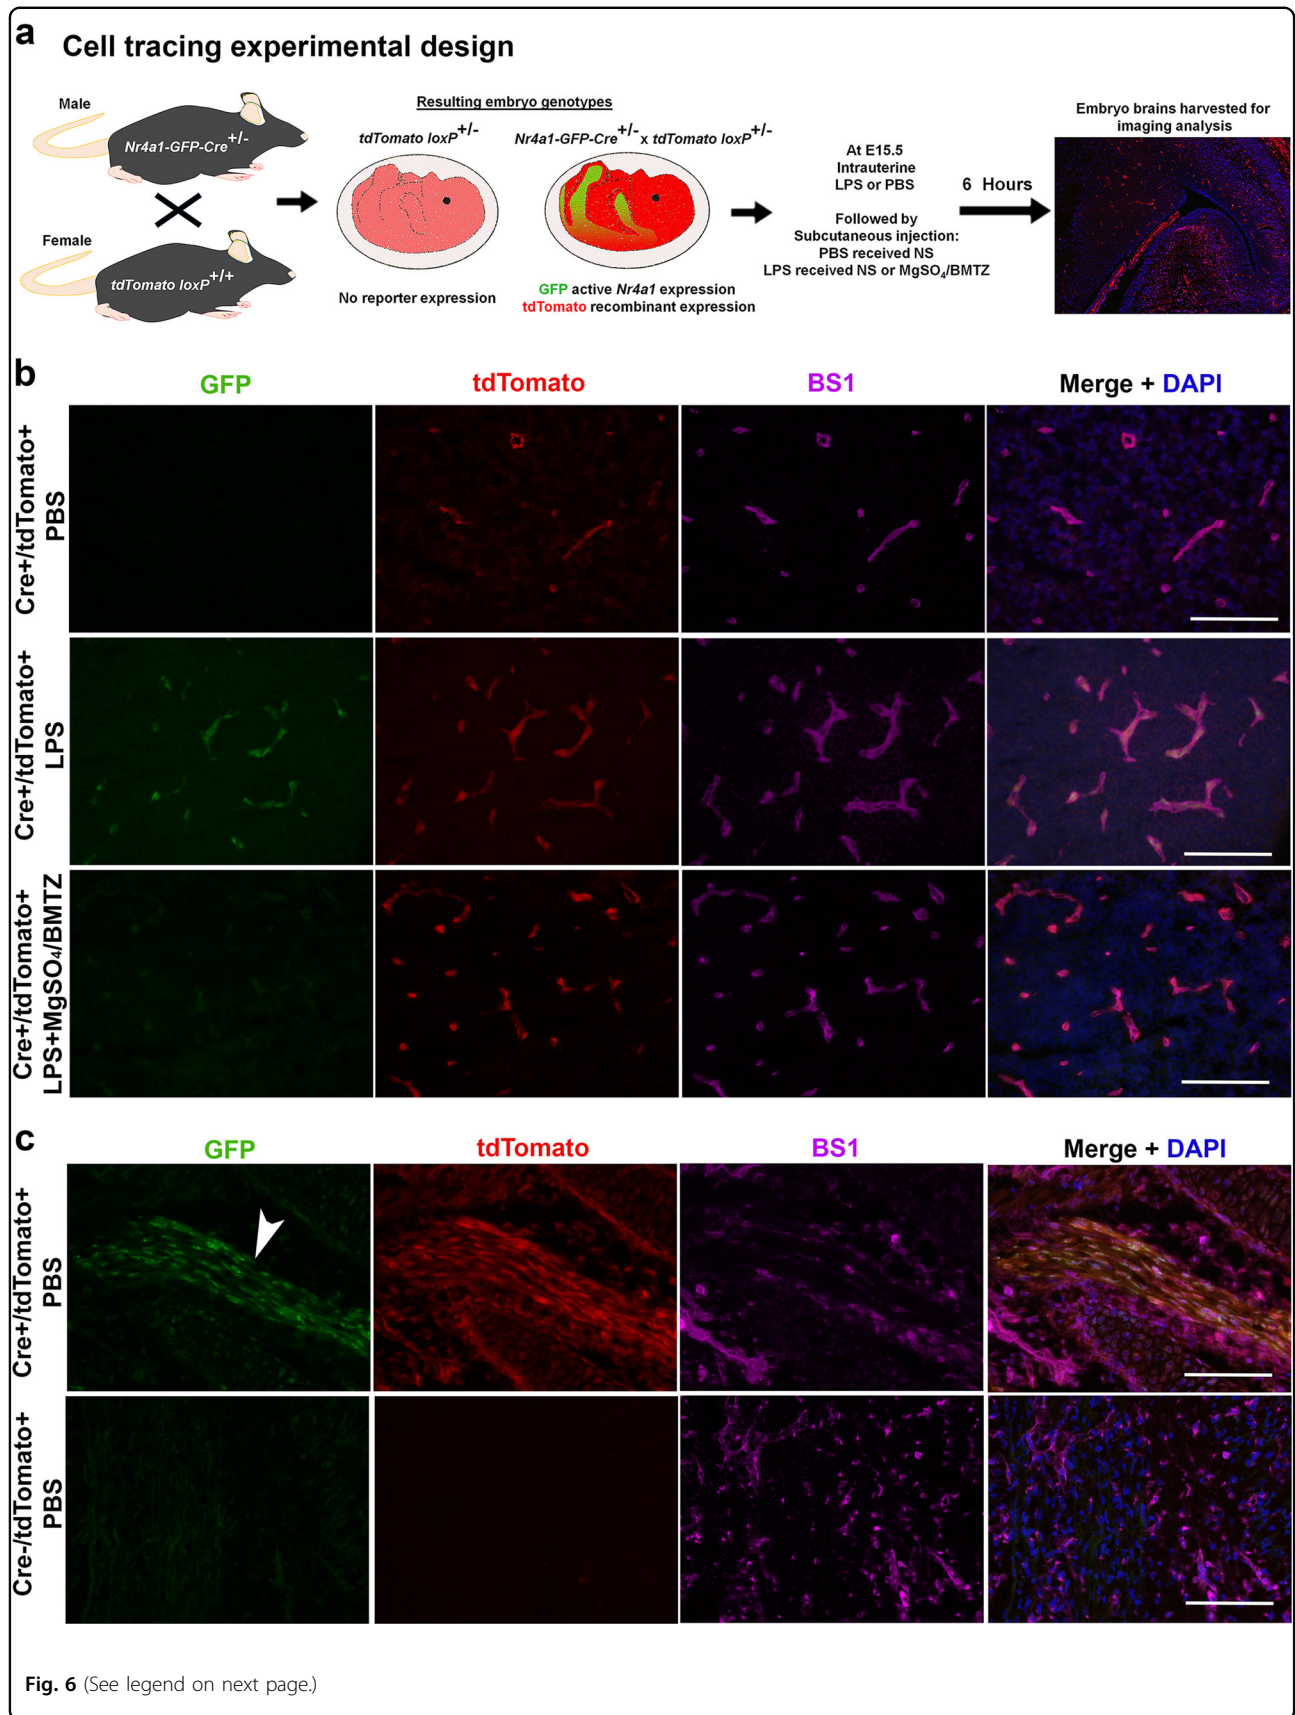 a
Cell tracing experimental design
Male
Nr4a1-GFP-Cre+/-
Female
tdTomato loxP+/+
Resulting embryo genotypes
tdTomato loxP+/-
No reporter expression
Nr4a1-GFP-Cre+/- x tdTomato loxP+/-
GFP active Nr4a1 expression
tdTomato recombinant expression
At E15.5
Intrauterine
LPS or PBS
Followed by
Subcutaneous injection:
PBS received NS
LPS received NS or MgSO₄/BMTZ
6 Hours
Embryo brains harvested for
imaging analysis
b
GFP
tdTomato
BS1
Merge + DAPI
Cre+/tdTomato+
PBS
Cre+/tdTomato+
LPS
Cre+/tdTomato+
LPS+MgSO₄/BMTZ
c
GFP
tdTomato
BS1
Merge + DAPI
Cre+/tdTomato+
PBS
Cre-/tdTomato+
PBS
Fig. 6 (See legend on next page.)